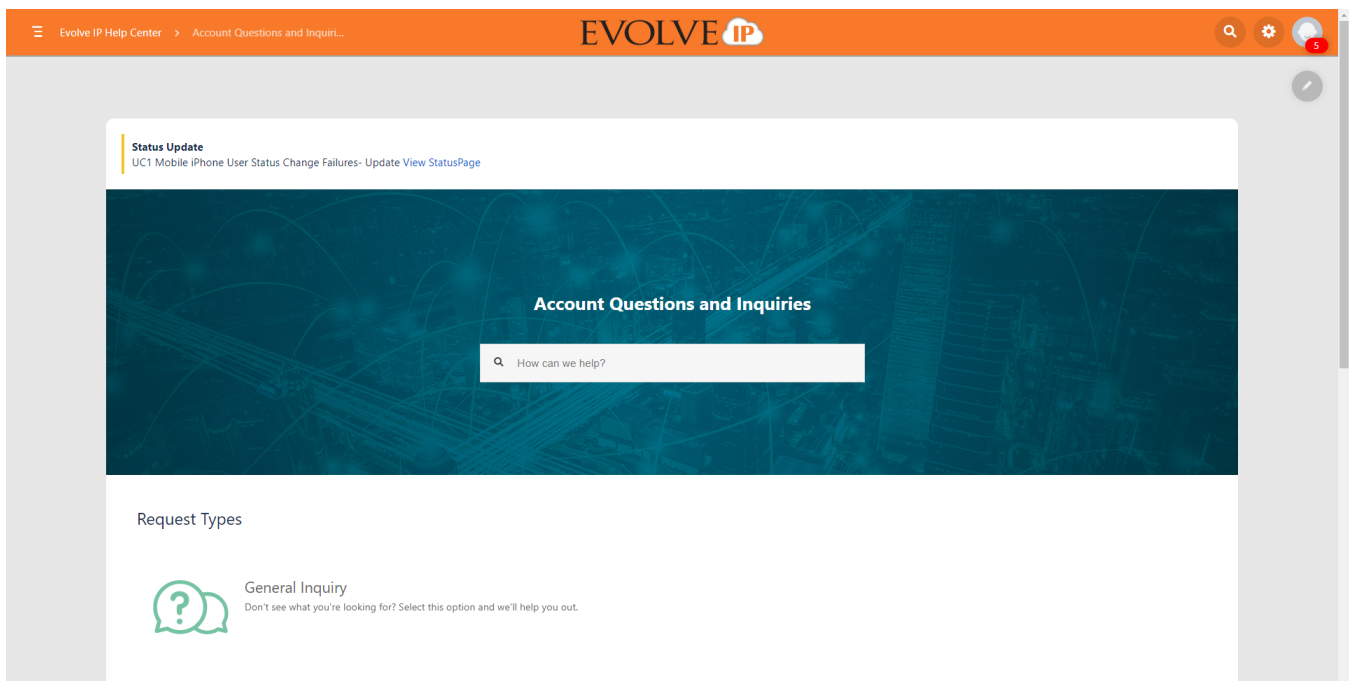 Evolve IP Help Center > Account Questions and Inquiri...
EVOLVE IP
5
Status Update
UC1 Mobile iPhone User Status Change Failures- Update View StatusPage
Account Questions and Inquiries
How can we help?
Request Types
General Inquiry
Don't see what you're looking for? Select this option and we'll help you out.